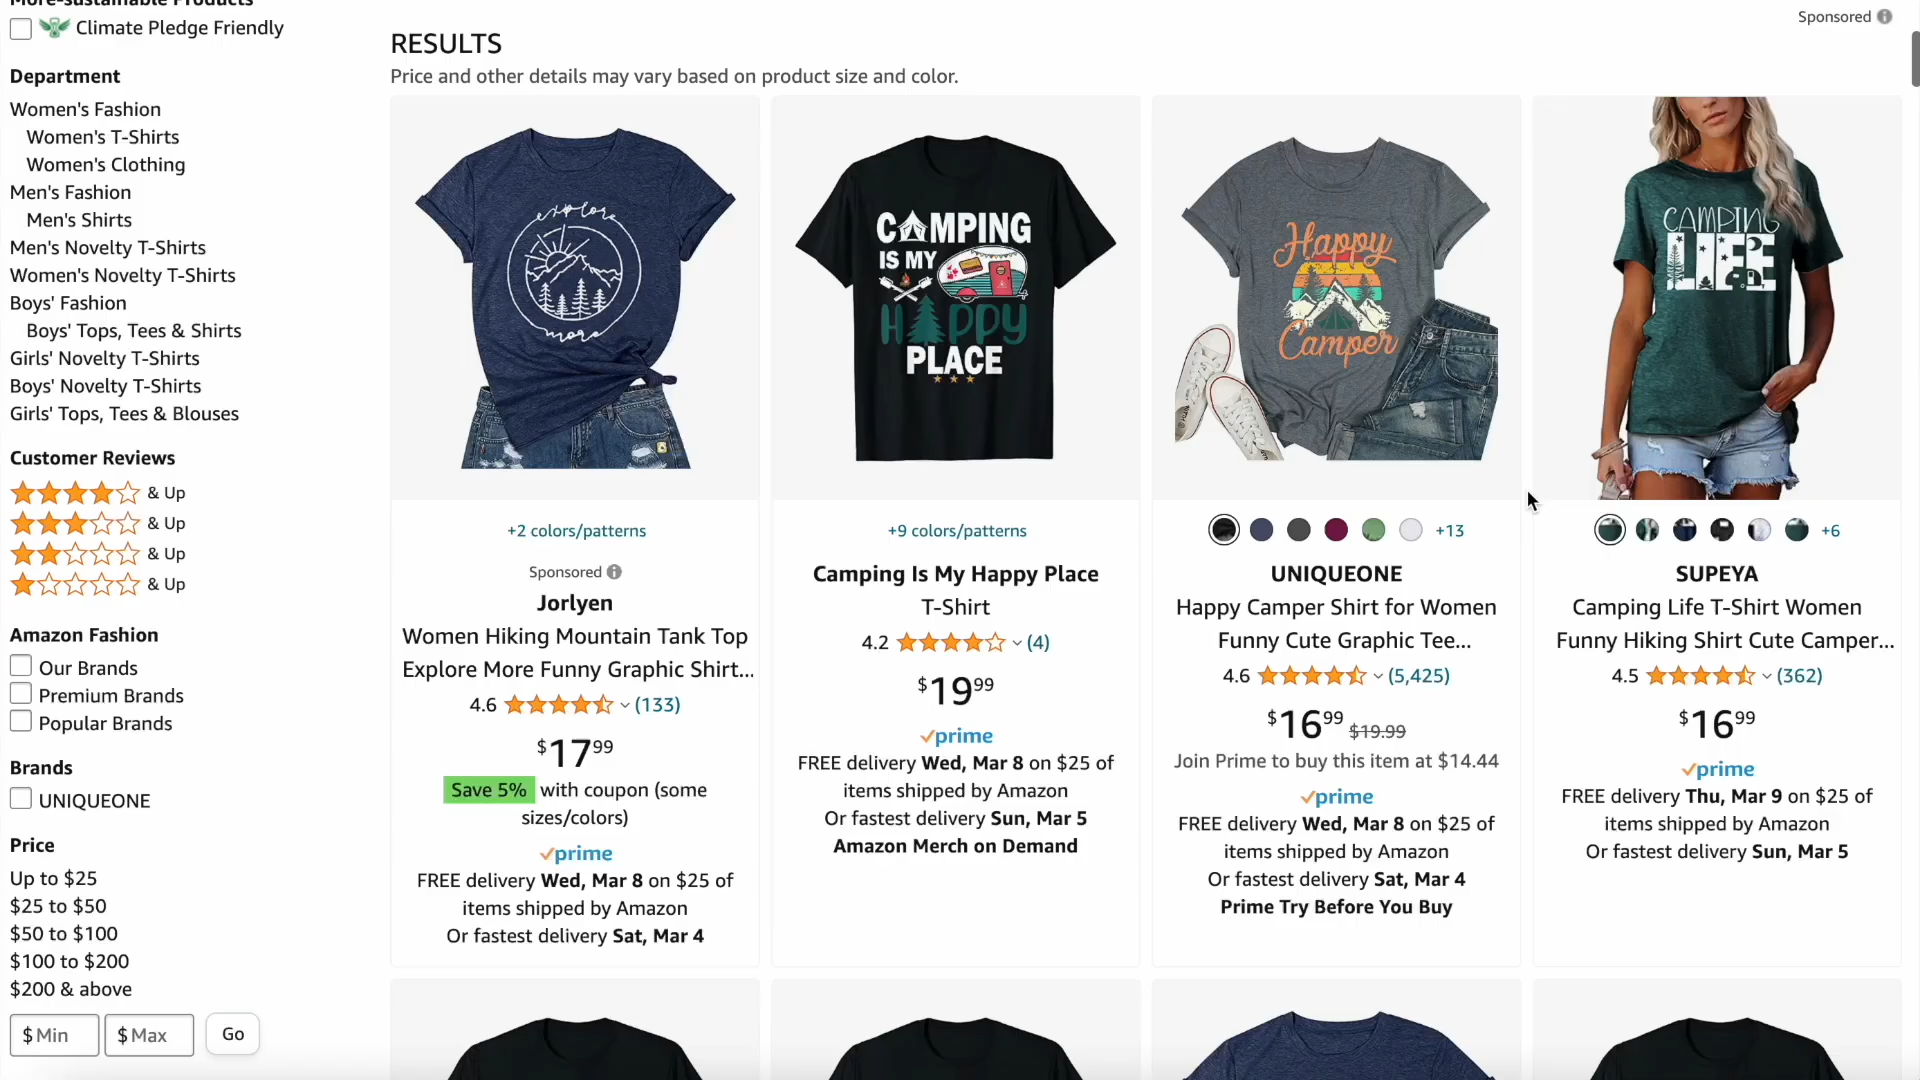 More-sustainable Products
Climate Pledge Friendly
Department
Women's Fashion
Women's T-Shirts
Women's Clothing
Men's Fashion
Men's Shirts
Men's Novelty T-Shirts
Women's Novelty T-Shirts
Boys' Fashion
Boys' Tops, Tees & Shirts
Girls' Novelty T-Shirts
Boys' Novelty T-Shirts
Girls' Tops, Tees & Blouses
Customer Reviews
& Up
& Up
& Up
& Up
Amazon Fashion
Our Brands
Premium Brands
Popular Brands
Brands
UNIQUEONE
Price
Up to $25
$25 to $50
$50 to $100
$100 to $200
$200 & above
$ Min
$ Max
Go
Sponsored
RESULTS
Price and other details may vary based on product size and color.
explore
more
+2 colors/patterns
Sponsored
Jorlyen
Women Hiking Mountain Tank Top
Explore More Funny Graphic Shirt...
4.6 (133)
$17.99
Save 5% with coupon (some
sizes/colors)
prime
FREE delivery Wed, Mar 8 on $25 of
items shipped by Amazon
Or fastest delivery Sat, Mar 4
CAMPING
IS MY
HAPPY
PLACE
+9 colors/patterns
Camping Is My Happy Place
T-Shirt
4.2 (4)
$19.99
prime
FREE delivery Wed, Mar 8 on $25 of
items shipped by Amazon
Or fastest delivery Sun, Mar 5
Amazon Merch on Demand
Happy
Camper
+13
UNIQUEONE
Happy Camper Shirt for Women
Funny Cute Graphic Tee...
4.6 (5,425)
$16.99 $19.99
Join Prime to buy this item at $14.44
prime
FREE delivery Wed, Mar 8 on $25 of
items shipped by Amazon
Or fastest delivery Sat, Mar 4
Prime Try Before You Buy
CAMPING
LIFE
+6
SUPEYA
Camping Life T-Shirt Women
Funny Hiking Shirt Cute Camper...
4.5 (362)
$16.99
prime
FREE delivery Thu, Mar 9 on $25 of
items shipped by Amazon
Or fastest delivery Sun, Mar 5